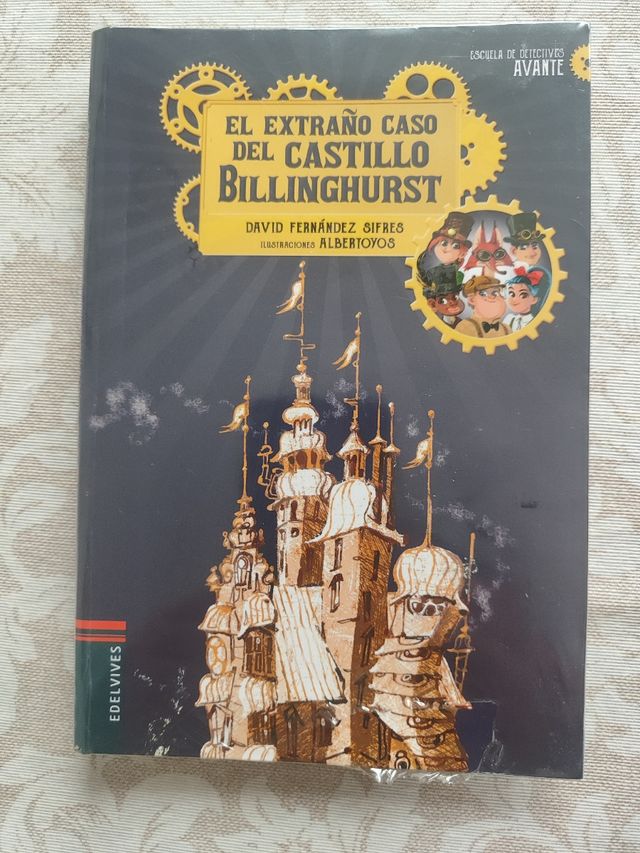 ESCUELA DE DETECTIVES
AVANTE
EL EXTRAÑO CASO
DEL CASTILLO
BILLINGHURST
DAVID FERNÁNDEZ SIFRES
ILUSTRACIONES ALBERTOYOS
EDELVIVES